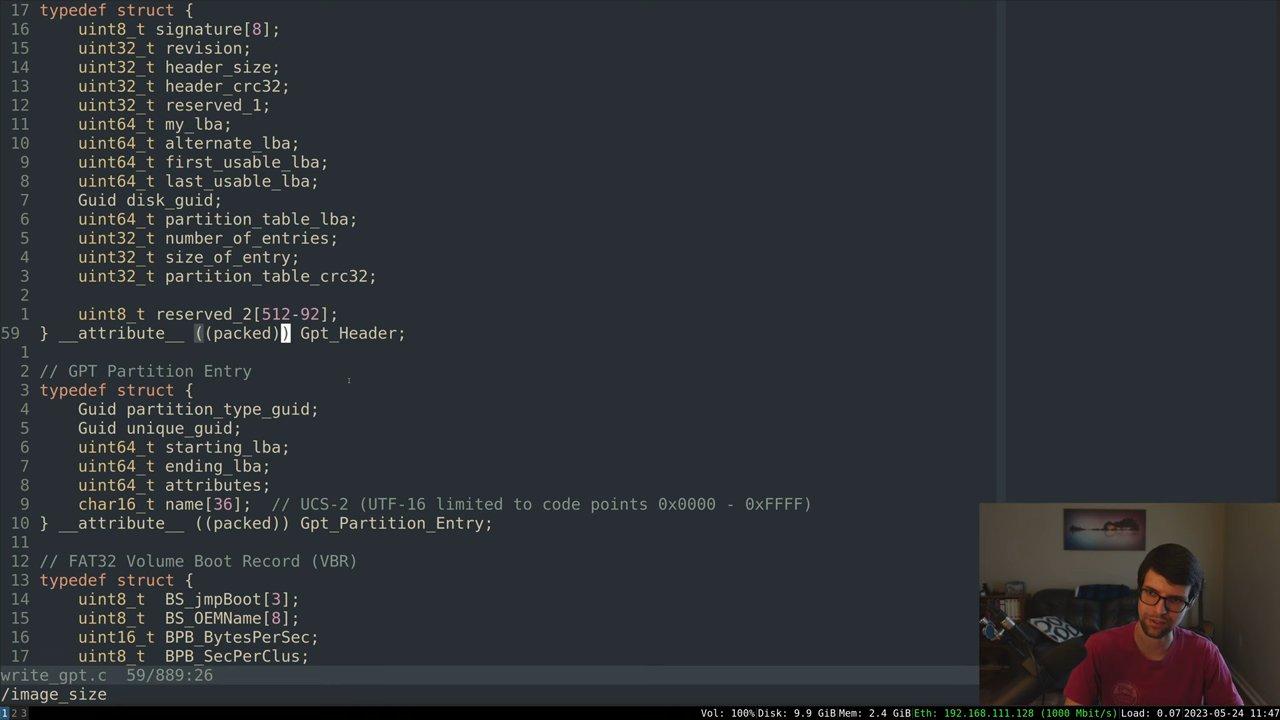 17 typedef struct {
16     uint8_t signature[8];
15     uint32_t revision;
14     uint32_t header_size;
13     uint32_t header_crc32;
12     uint32_t reserved_1;
11     uint64_t my_lba;
10     uint64_t alternate_lba;
9     uint64_t first_usable_lba;
8     uint64_t last_usable_lba;
7     Guid disk_guid;
6     uint64_t partition_table_lba;
5     uint32_t number_of_entries;
4     uint32_t size_of_entry;
3     uint32_t partition_table_crc32;
2
1     uint8_t reserved_2[512-92];
59 } __attribute__ ((packed)) Gpt_Header;
1
2 // GPT Partition Entry
3 typedef struct {
4     Guid partition_type_guid;
5     Guid unique_guid;
6     uint64_t starting_lba;
7     uint64_t ending_lba;
8     uint64_t attributes;
9     char16_t name[36];  // UCS-2 (UTF-16 limited to code points 0x0000 - 0xFFFF)
10 } __attribute__ ((packed)) Gpt_Partition_Entry;
11
12 // FAT32 Volume Boot Record (VBR)
13 typedef struct {
14     uint8_t  BS_jmpBoot[3];
15     uint8_t  BS_OEMName[8];
16     uint16_t BPB_BytesPerSec;
17     uint8_t  BPB_SecPerClus;
write_gpt.c  59/889:26
/image_size
1 2 3 Vol: 100% Disk: 9.9 GiB Mem: 2.4 GiB Eth: 192.168.111.128 (1000 Mbit/s) Load: 0.07 2023-05-24 11:47